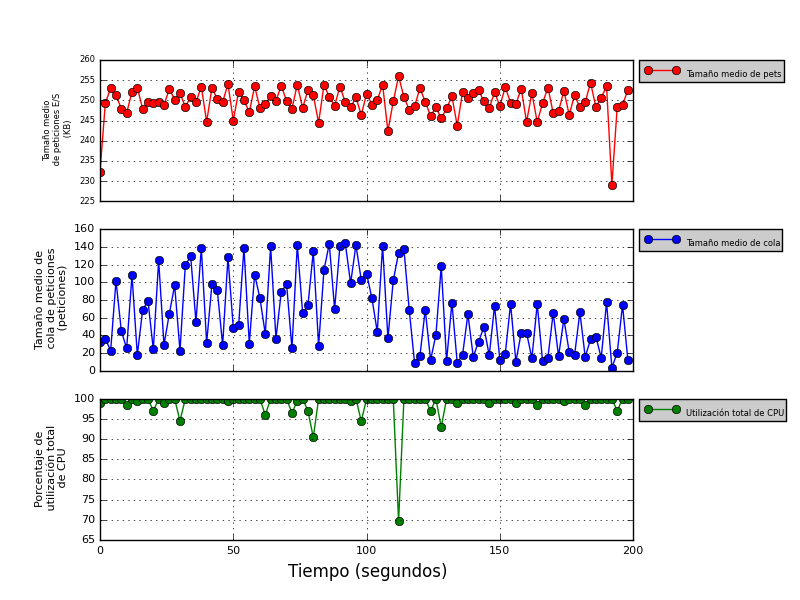 260
255
250
245
240
235
230
225
Tamaño medio
de peticiones E/S
(KB)
Tamaño medio de pets
160
140
120
100
80
60
40
20
0
Tamaño medio de
cola de peticiones
(peticiones)
Tamaño medio de cola
100
95
90
85
80
75
70
65
Porcentaje de
utilización total
de CPU
Utilización total de CPU
0
50
100
150
200
Tiempo (segundos)